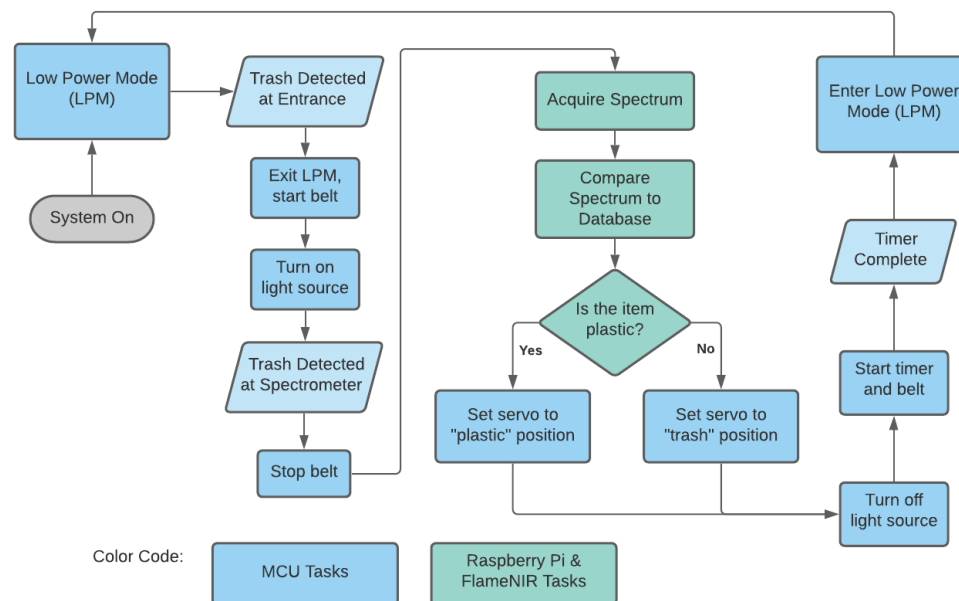 Low Power Mode
(LPM)
System On
Trash Detected
at Entrance
Exit LPM,
start belt
Turn on
light source
Trash Detected
at Spectrometer
Stop belt
Acquire Spectrum
Compare
Spectrum to
Database
Is the item
plastic?
Yes
No
Set servo to
"plastic" position
Set servo to
"trash" position
Turn off
light source
Start timer
and belt
Timer
Complete
Enter Low Power
Mode (LPM)
Color Code:
MCU Tasks
Raspberry Pi &
FlameNIR Tasks